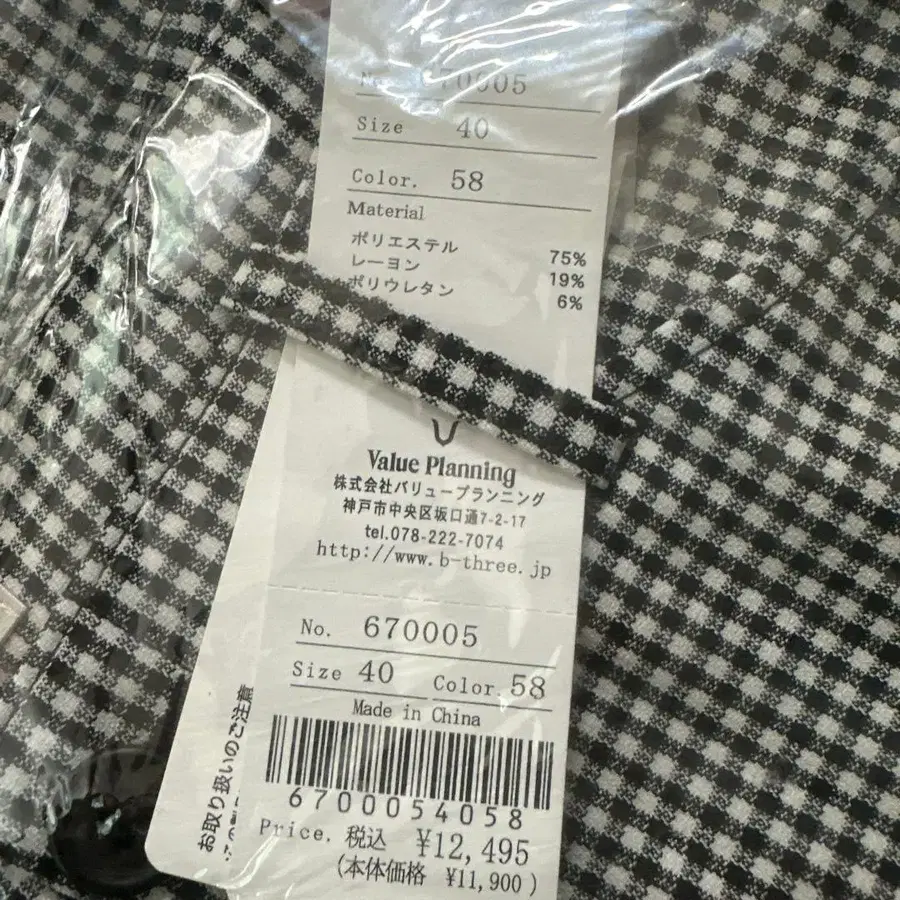 No. 670005
Size 40
Color. 58
Material
ポリエステル 75%
レーヨン 19%
ポリウレタン 6%
Value Planning
株式会社バリュープランニング
神戸市中央区坂口通7-2-17
tel.078-222-7074
http://www.b-three.jp
No. 670005
Size 40 Color. 58
Made in China
6700054058
Price. 税込 ¥12,495
(本体価格 ¥11,900)
お取り扱いのご注意